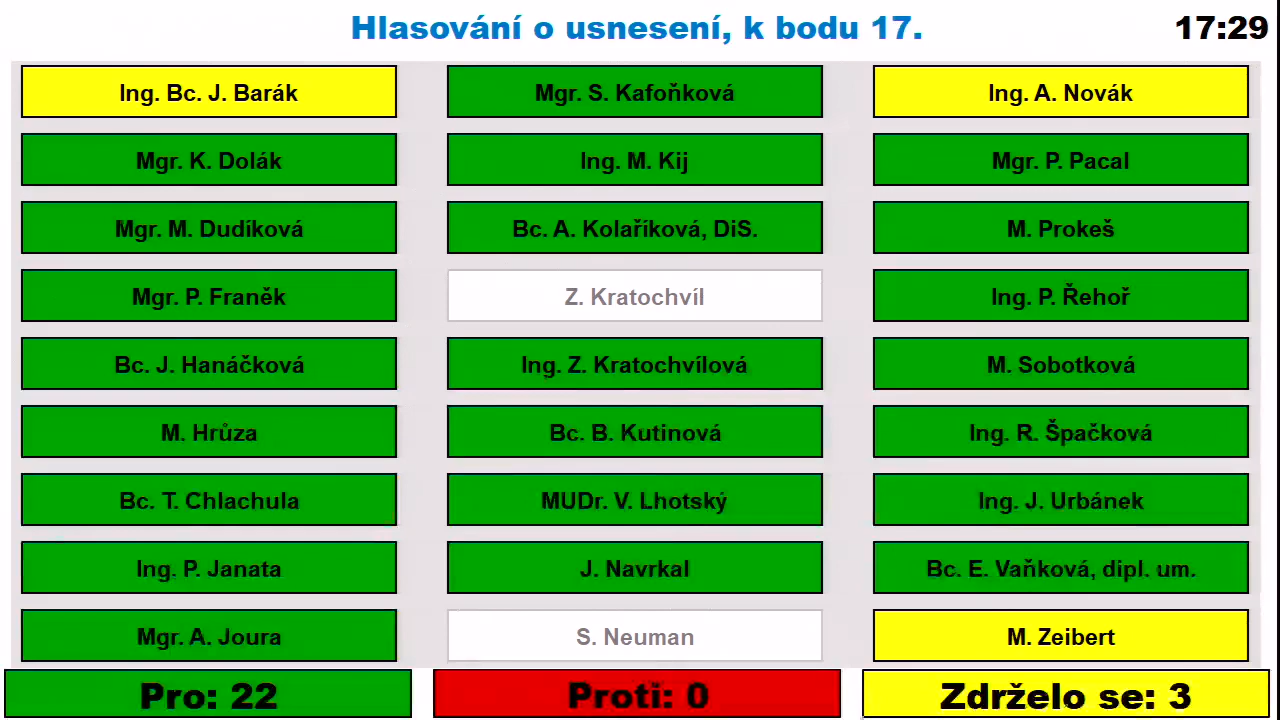 Hlasování o usnesení, k bodu 17.
17:29
Ing. Bc. J. Barák
Mgr. K. Dolák
Mgr. M. Dudíková
Mgr. P. Franěk
Bc. J. Hanáčková
M. Hrůza
Bc. T. Chlachula
Ing. P. Janata
Mgr. A. Joura
Mgr. S. Kafoňková
Ing. M. Kij
Bc. A. Kolaříková, DiS.
Z. Kratochvíl
Ing. Z. Kratochvílová
Bc. B. Kutinová
MUDr. V. Lhotský
J. Navrkal
S. Neuman
Ing. A. Novák
Mgr. P. Pacal
M. Prokeš
Ing. P. Řehoř
M. Sobotková
Ing. R. Špačková
Ing. J. Urbánek
Bc. E. Vaňková, dipl. um.
M. Zeibert
Pro: 22
Proti: 0
Zdrželo se: 3